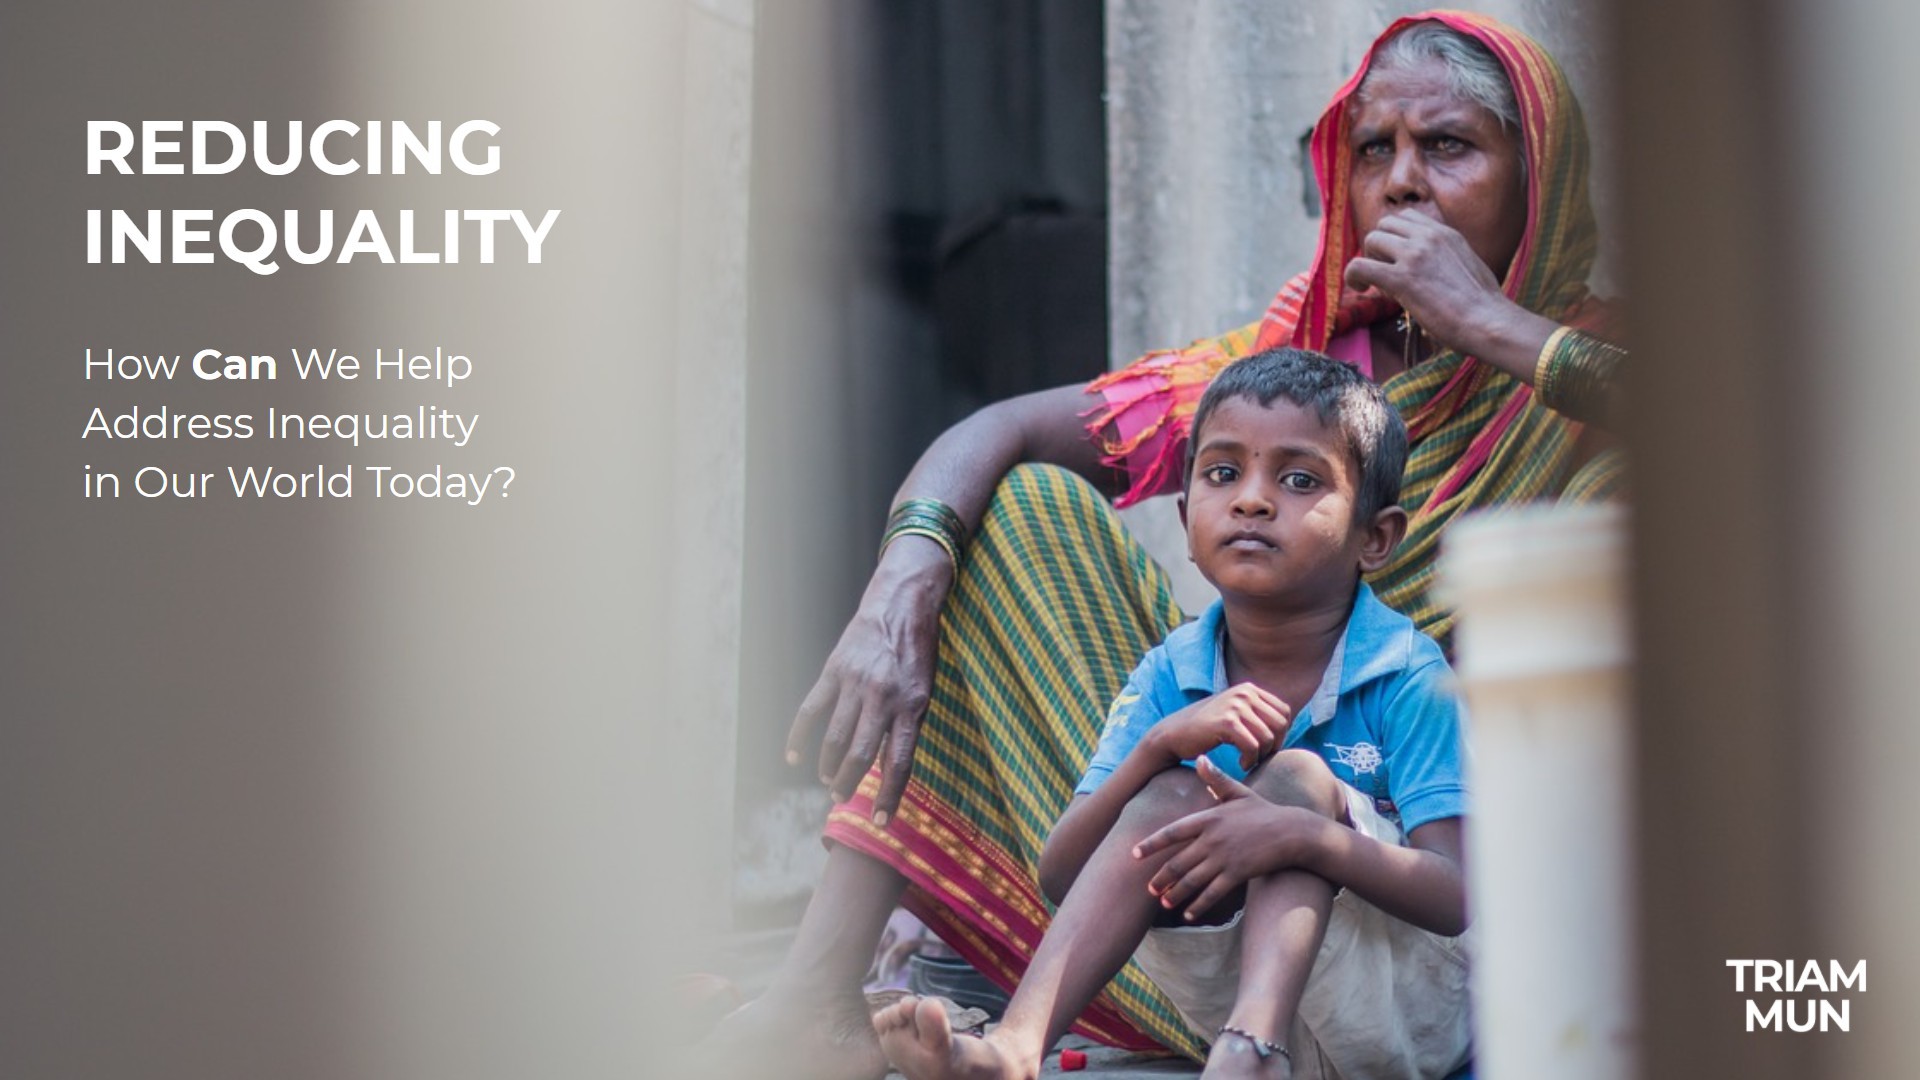 REDUCING
INEQUALITY
How Can We Help
Address Inequality
in Our World Today?
TRIAM
MUN